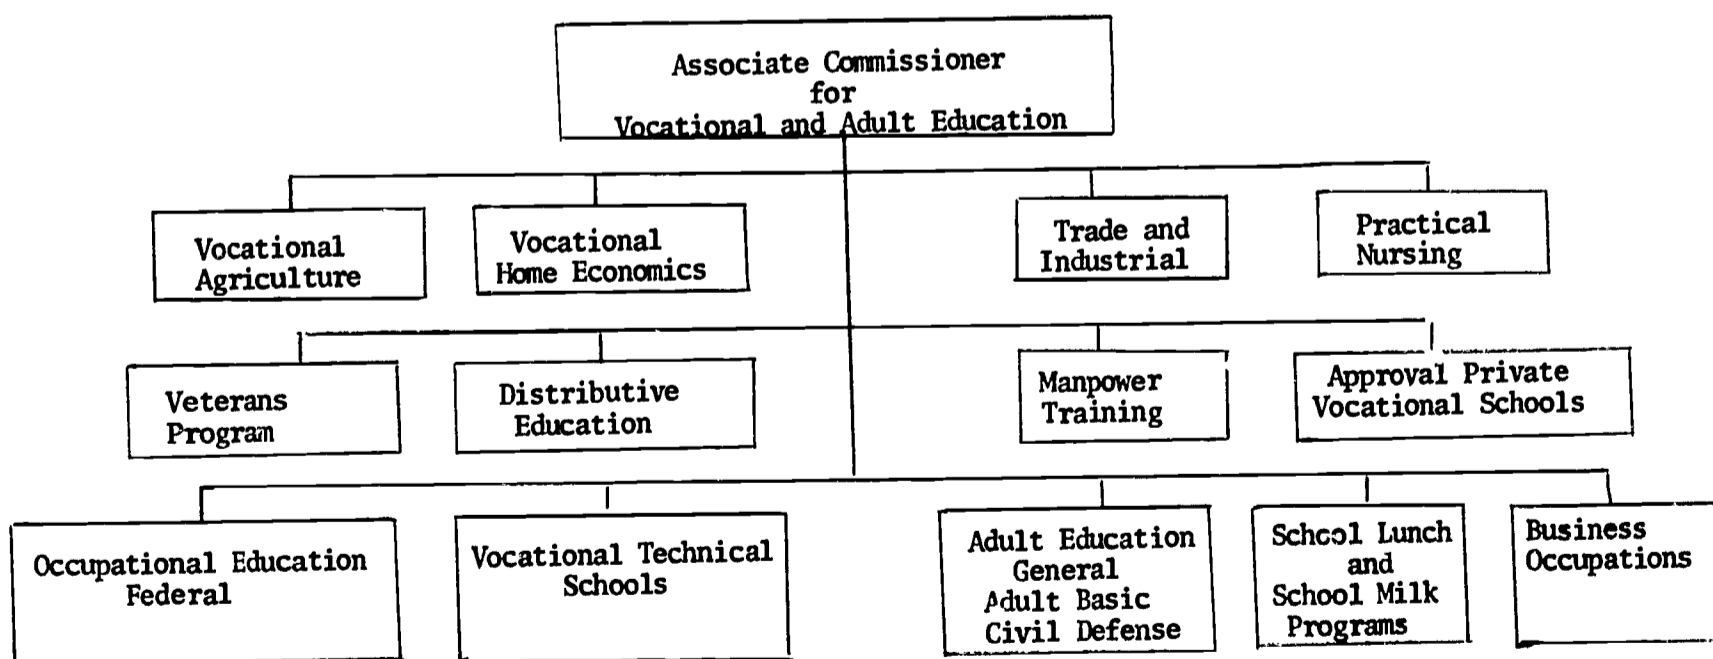 Associate Commissioner
for
Vocational and Adult Education
Vocational
Agriculture
Vocational
Home Economics
Trade and
Industrial
Practical
Nursing
Veterans
Program
Distributive
Education
Manpower
Training
Approval Private
Vocational Schools
Occupational Education
Federal
Vocational Technical
Schools
Adult Education
General
Adult Basic
Civil Defense
School Lunch
and
School Milk
Programs
Business
Occupations